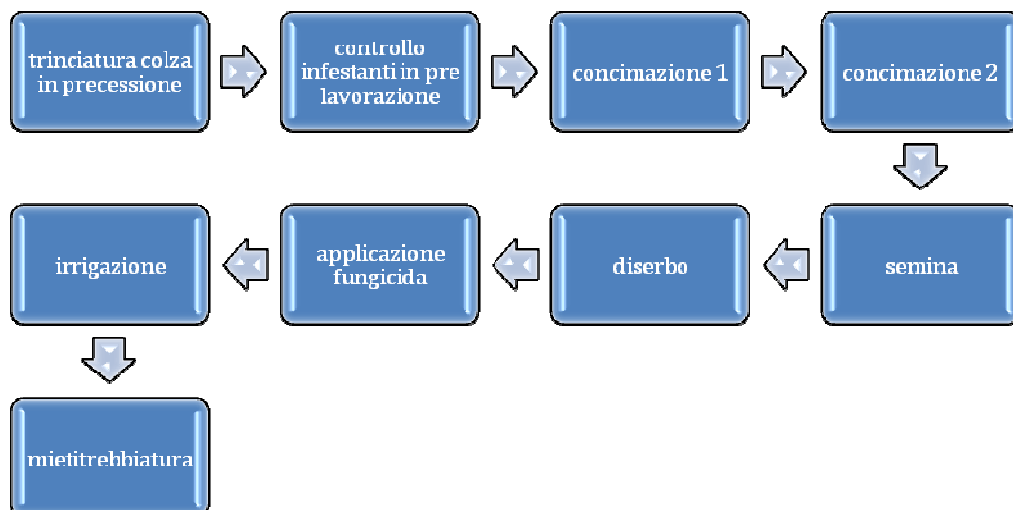 trinciatura colza
in precessione
controllo
infestanti in pre
lavorazione
concimazione 1
concimazione 2
semina
diserbo
applicazione
fungicida
irrigazione
mietitrebbiatura